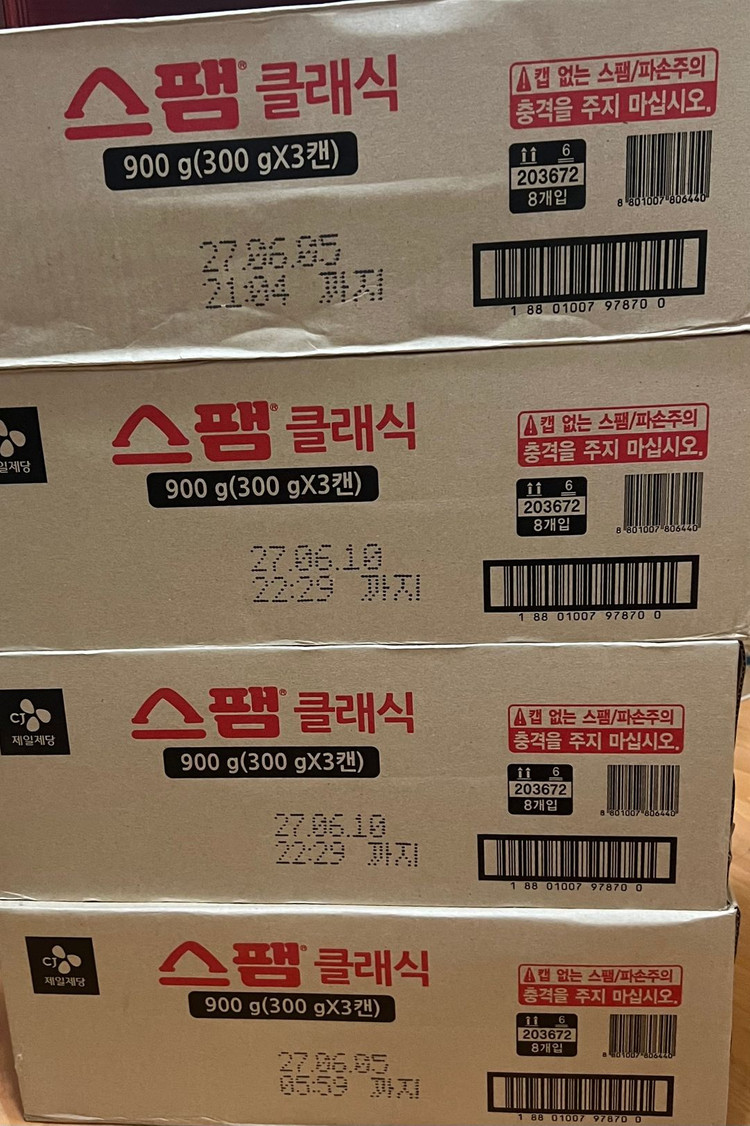 스팸® 클래식
900 g(300 gX3캔)
27.06.05
21:04 까지
캡 없는 스팸/파손주의
충격을 주지 마십시오.
6
203672
8개입
8 801007 806440
1 88 01007 97870 0
일제당
스팸® 클래식
900 g(300 gX3캔)
27.06.10
22:29 까지
캡 없는 스팸/파손주의
충격을 주지 마십시오.
6
203672
8개입
8 801007 806440
1 88 01007 97870 0
CJ
제일제당
스팸® 클래식
900 g(300 gX3캔)
27.06.10
22:29 까지
캡 없는 스팸/파손주의
충격을 주지 마십시오.
6
203672
8개입
8 801007 806440
1 88 01007 97870 0
CJ
제일제당
스팸® 클래식
900 g(300 gX3캔)
27.06.05
05:59 까지
캡 없는 스팸/파손주의
충격을 주지 마십시오.
6
203672
8개입
8 801007 806440
1 88 01007 97870 0